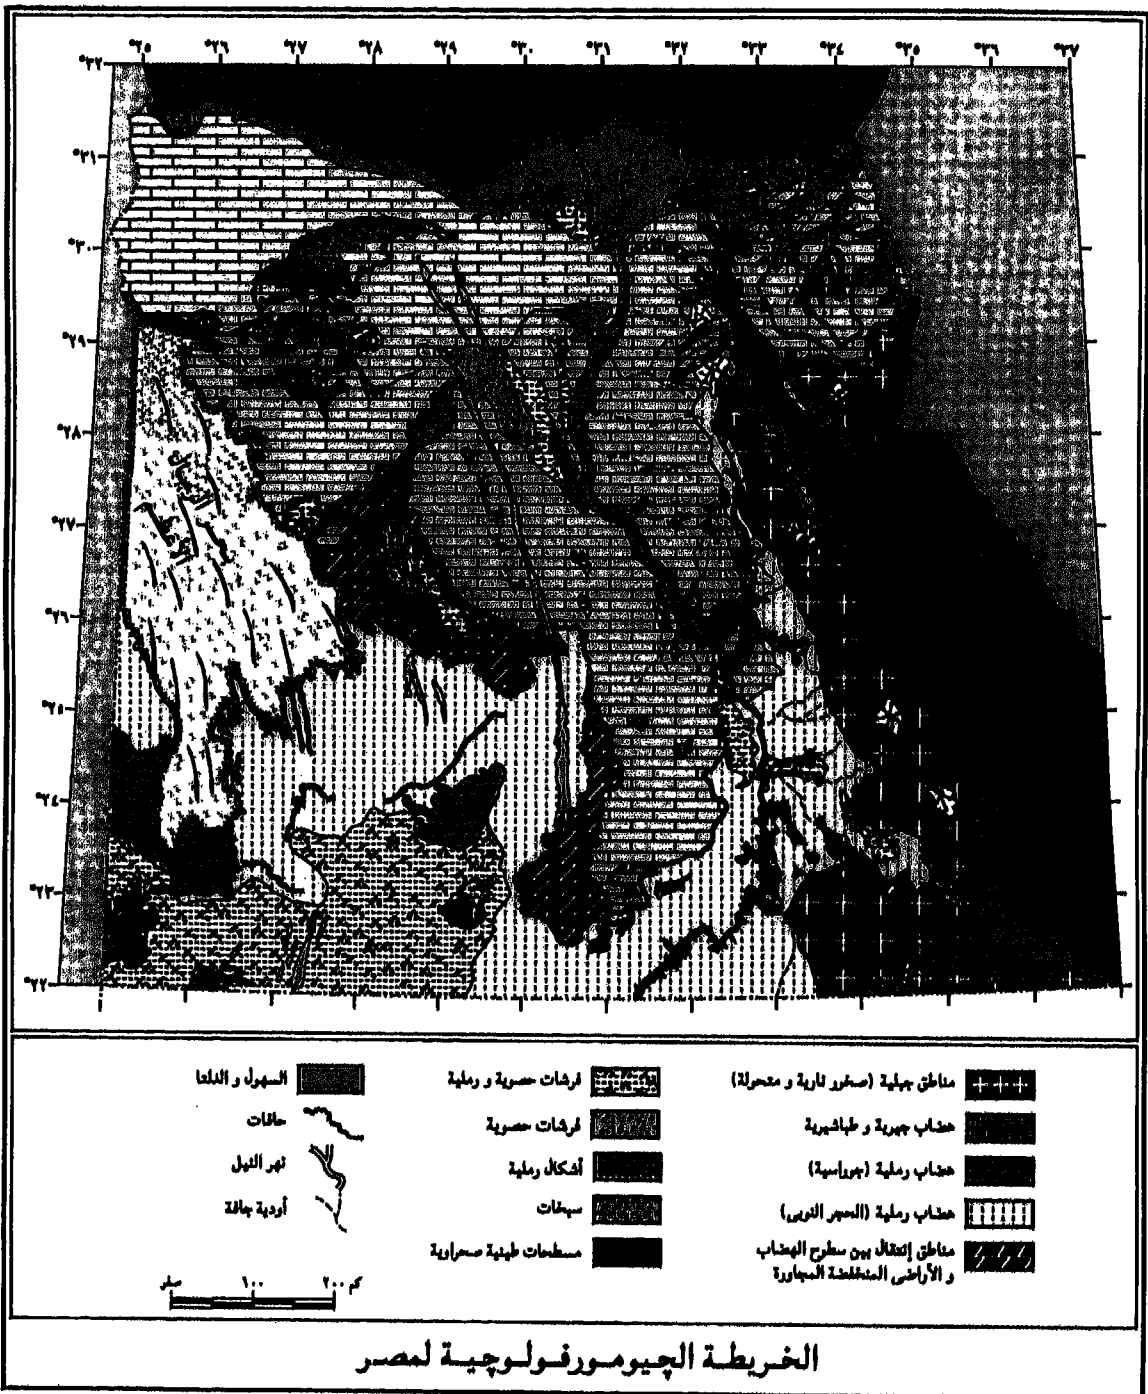 °٢٥ °٢٦ °٢٧ °٢٨ °٢٩ °٣٠ °٣١ °٣٢ °٣٣ °٣٤ °٣٥ °٣٦ °٣٧
°٣٢
°٣١
°٣٠
°٢٩
°٢٨
°٢٧
°٢٦
°٢٥
°٢٤
°٢٣
°٢٢
مناطق جبلية (صخور نارية و متحولة)
هضاب جيرية و طباشيرية
هضاب رملية (جوراسية)
هضاب رملية (الحجر النوبى)
مناطق إنتقال بين سطوح الهضاب
و الأراضى المنخفضة المجاورة
فرشات حصوية و رملية
فرشات حصوية
أشكال رملية
سبخات
مسطحات طينية صحراوية
السهول و الدلتا
حافات
نهر النيل
أودية جافة
صفر ١٠٠ ٢٠٠ كم
الخريطة الچيومورفولوچية لمصر